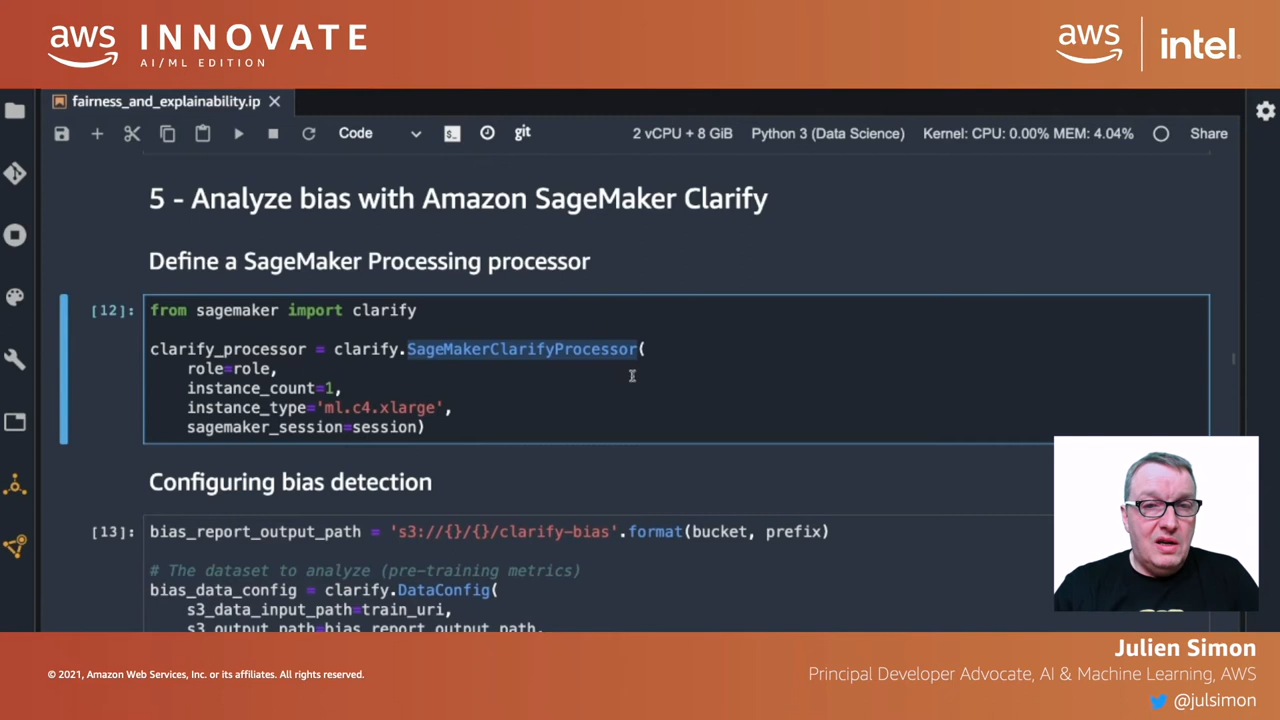 aws INNOVATE
AI/ML EDITION
aws intel.
fairness_and_explainability.ip
Code
git
2 vCPU + 8 GiB
Python 3 (Data Science)
Kernel: CPU: 0.00% MEM: 4.04%
Share
5 - Analyze bias with Amazon SageMaker Clarify
Define a SageMaker Processing processor
[12]:
from sagemaker import clarify
clarify_processor = clarify.SageMakerClarifyProcessor(
role=role,
instance_count=1,
instance_type='ml.c4.xlarge',
sagemaker_session=session)
Configuring bias detection
[13]:
bias_report_output_path = 's3://{}/{}/clarify-bias'.format(bucket, prefix)
# The dataset to analyze (pre-training metrics)
bias_data_config = clarify.DataConfig(
s3_data_input_path=train_uri,
s3_output_path=bias_report_output_path,
Julien Simon
Principal Developer Advocate, AI & Machine Learning, AWS
@julsimon
© 2021, Amazon Web Services, Inc. or its affiliates. All rights reserved.